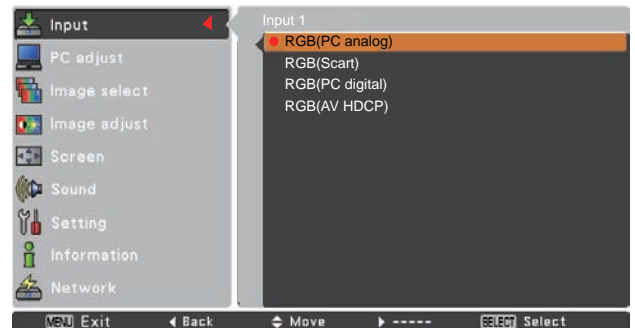 Input
PC adjust
Image select
Image adjust
Screen
Sound
Setting
Information
Network
Input 1
RGB(PC analog)
RGB(Scart)
RGB(PC digital)
RGB(AV HDCP)
MENU Exit Back Move ----- SELECT Select